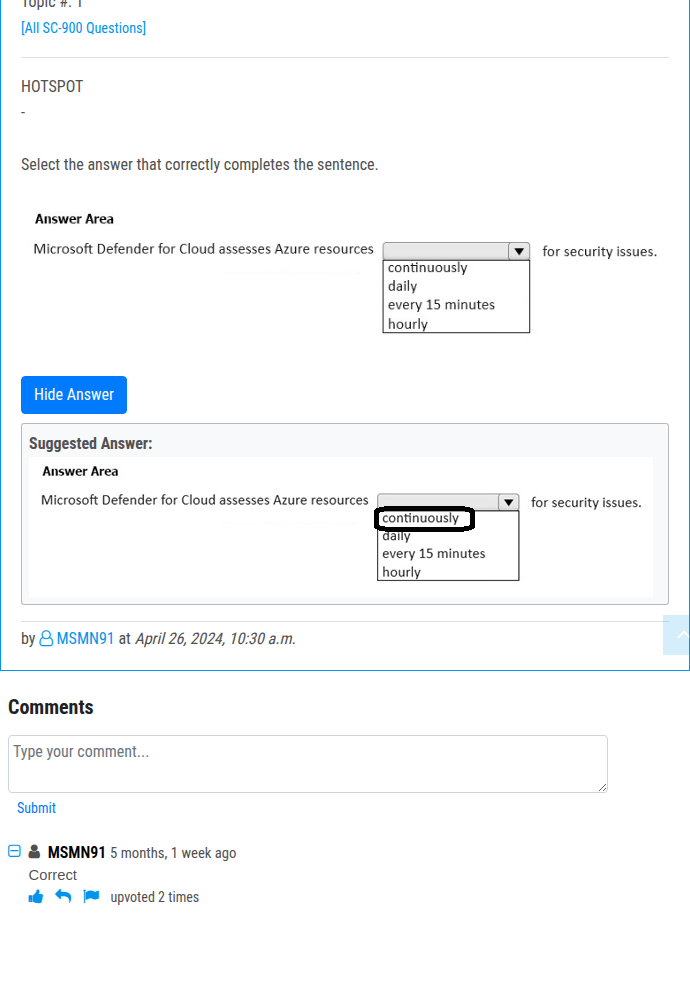 Topic #: 1
[All SC-900 Questions]
HOTSPOT
-
Select the answer that correctly completes the sentence.
Answer Area
Microsoft Defender for Cloud assesses Azure resources for security issues.
continuously
daily
every 15 minutes
hourly
Hide Answer
Suggested Answer:
Answer Area
Microsoft Defender for Cloud assesses Azure resources for security issues.
continuously
daily
every 15 minutes
hourly
by MSMN91 at April 26, 2024, 10:30 a.m.
Comments
Type your comment...
Submit
MSMN91 5 months, 1 week ago
Correct
upvoted 2 times